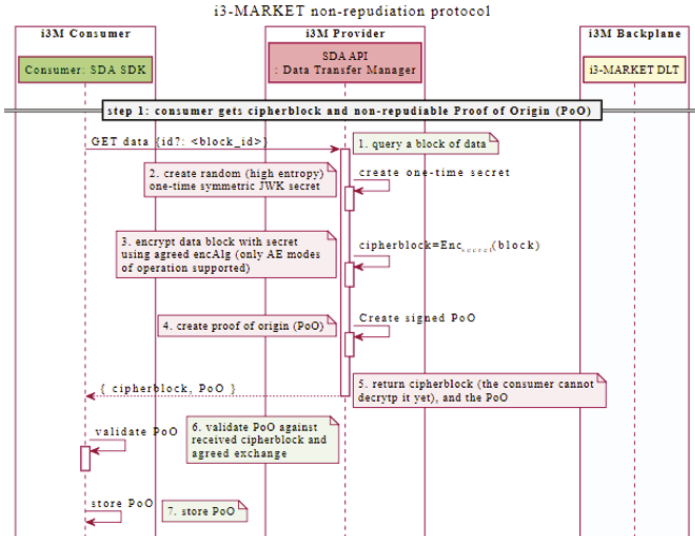 i3-MARKET non-repudiation protocol
i3M Consumer
i3M Provider
i3M Backplane
Consumer: SDA SDK
SDA API
: Data Transfer Manager
i3-MARKET DLT
step 1: consumer gets cipherblock and non-repudiable Proof of Origin (PoO)
GET data {id?: <block_id>}
1. query a block of data
2. create random (high entropy)
one-time symmetric JWK secret
create one-time secret
3. encrypt data block with secret
using agreed encAlg (only AE modes
of operation supported)
cipherblock=Enc secret(block)
4. create proof of origin (PoO)
Create signed PoO
{ cipherblock, PoO }
5. return cipherblock (the consumer cannot
decrytp it yet), and the PoO
validate PoO
6. validate PoO against
received cipherblock and
agreed exchange
store PoO
7. store PoO